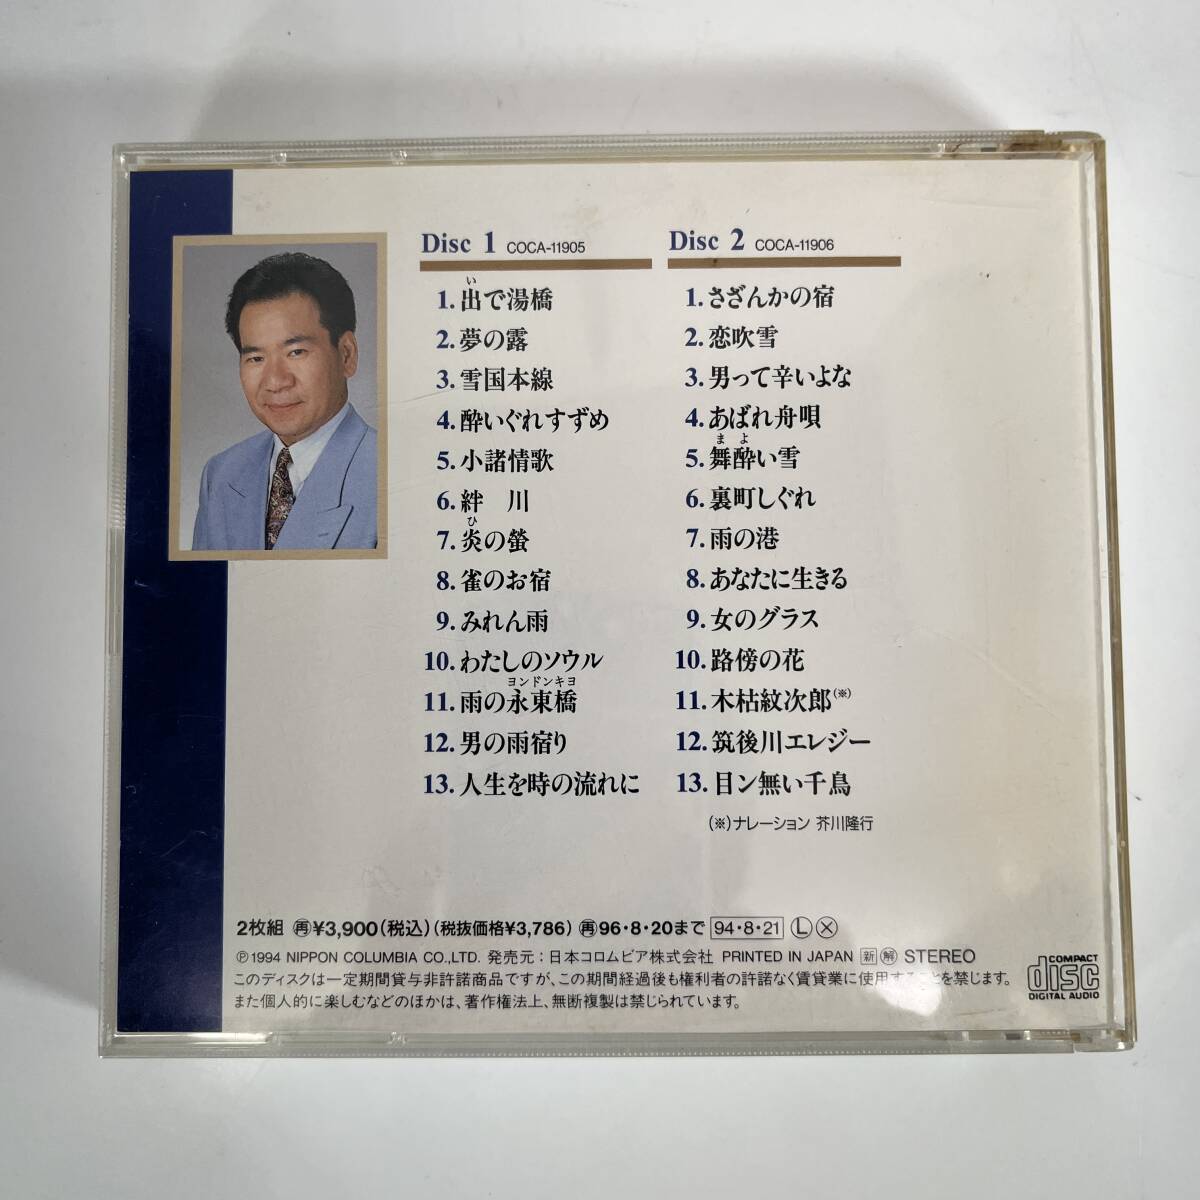 Disc 1 COCA-11905
い
1.出で湯橋
2.夢の露
3.雪国本線
4.酔いぐれすずめ
5.小諸情歌
6.絆 川
ひ
7.炎の螢
8.雀のお宿
9.みれん雨
10.わたしのソウル
ヨンドンキヨ
11.雨の永東橋
12.男の雨宿り
13.人生を時の流れに
Disc 2 COCA-11906
1.さざんかの宿
2.恋吹雪
3.男って辛いよな
4.あばれ舟唄
まよ
5.舞酔い雪
6.裏町しぐれ
7.雨の港
8.あなたに生きる
9.女のグラス
10.路傍の花
11.木枯紋次郎(※)
12.筑後川エレジー
13.目ン無い千鳥
(※)ナレーション 芥川隆行
2枚組 ㊢¥3,900(税込)(税抜価格¥3,786) 再96・8・20まで 94・8・21 Ⓛ Ⓧ
Ⓟ1994 NIPPON COLUMBIA CO.,LTD. 発売元:日本コロムビア株式会社 PRINTED IN JAPAN 新 解 STEREO
このディスクは一定期間貸与非許諾商品ですが、この期間経過後も権利者の許諾なく賃貸業に使用することを禁じます。
また個人的に楽しむなどのほかは、著作権法上、無断複製は禁じられています。
COMPACT
disc
DIGITAL AUDIO